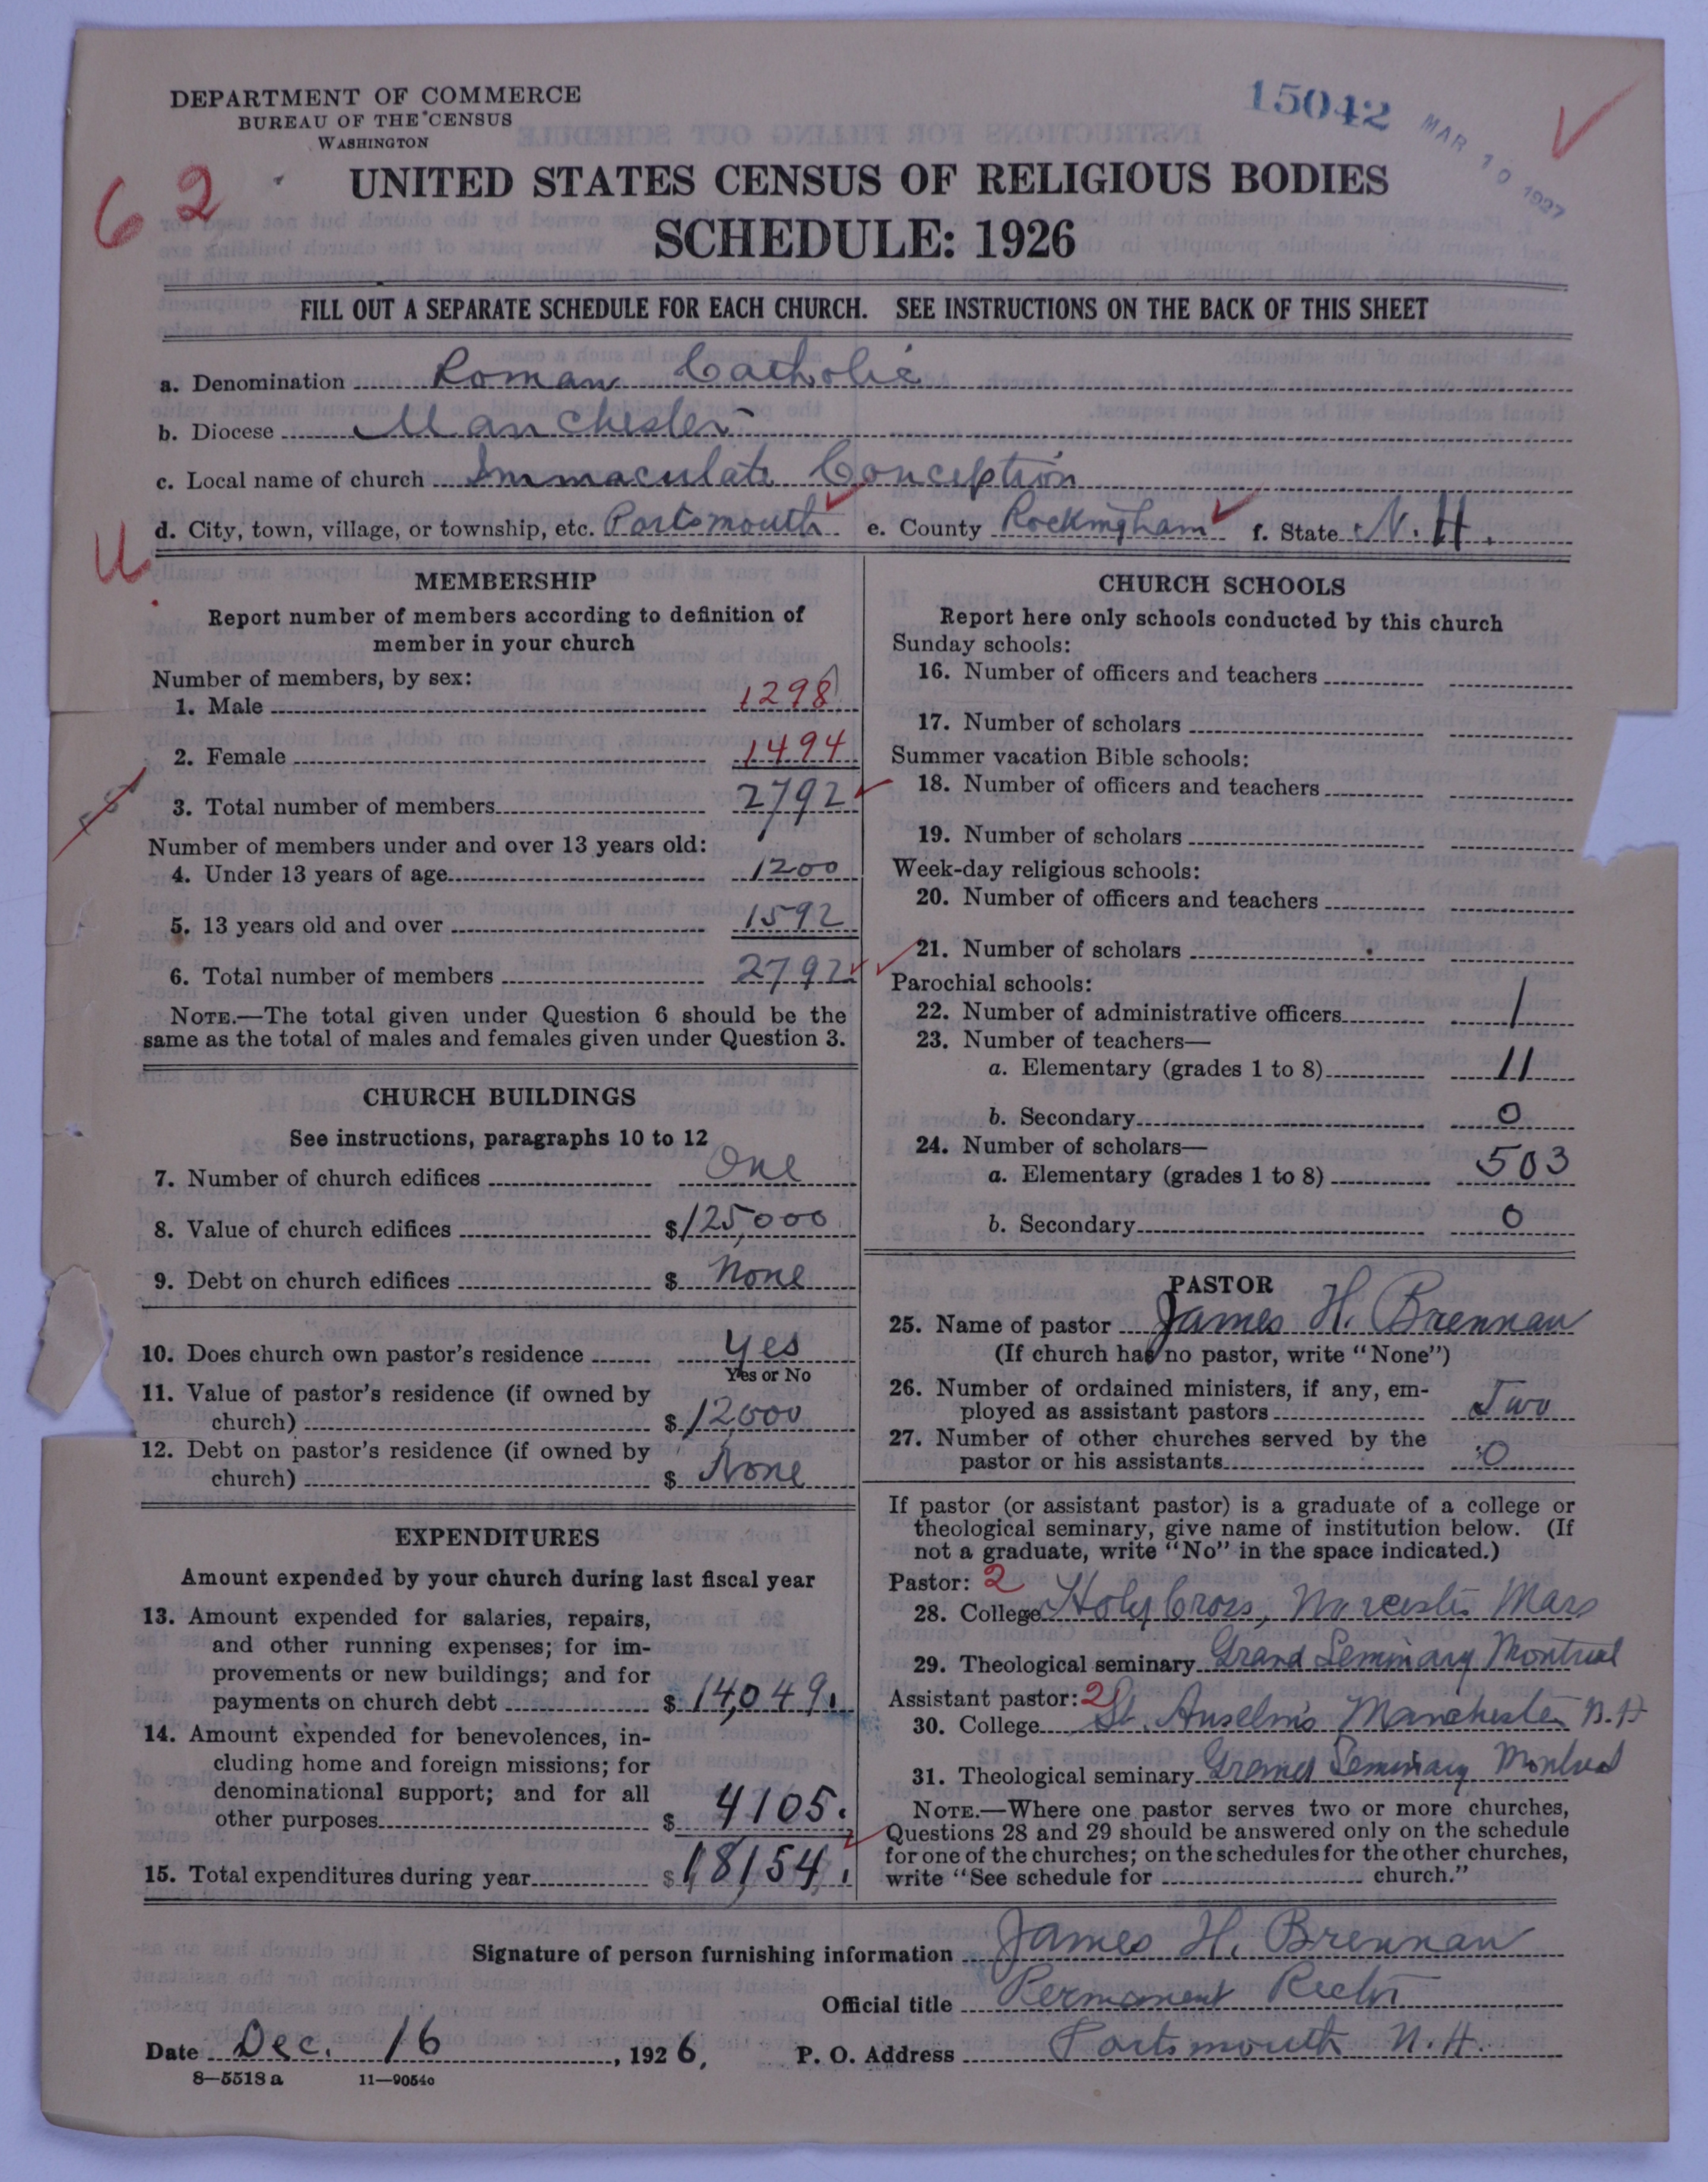 DEPARTMENT OF COMMERCE
BUREAU OF THE CENSUS
WASHINGTON
15042
MAR 10 1927
62
UNITED STATES CENSUS OF RELIGIOUS BODIES
SCHEDULE: 1926
FILL OUT A SEPARATE SCHEDULE FOR EACH CHURCH. SEE INSTRUCTIONS ON THE BACK OF THIS SHEET
a. Denomination Roman Catholic
b. Diocese Manchester
c. Local name of church Immaculate Conception
d. City, town, village, or township, etc. Portsmouth e. County Rockingham f. State N. H.
U
MEMBERSHIP
Report number of members according to definition of
member in your church
Number of members, by sex:
1. Male 1298
2. Female 1494
3. Total number of members 2792
Number of members under and over 13 years old:
4. Under 13 years of age 1200
5. 13 years old and over 1592
6. Total number of members 2792
NOTE.—The total given under Question 6 should be the
same as the total of males and females given under Question 3.
CHURCH BUILDINGS
See instructions, paragraphs 10 to 12
7. Number of church edifices One
8. Value of church edifices $125,000
9. Debt on church edifices $ None
10. Does church own pastor's residence Yes
Yes or No
11. Value of pastor's residence (if owned by
church) $12,000
12. Debt on pastor's residence (if owned by
church) $ None
EXPENDITURES
Amount expended by your church during last fiscal year
13. Amount expended for salaries, repairs,
and other running expenses; for im-
provements or new buildings; and for
payments on church debt $ 14,049.
14. Amount expended for benevolences, in-
cluding home and foreign missions; for
denominational support; and for all
other purposes $ 4105.
15. Total expenditures during year $18,154.
CHURCH SCHOOLS
Report here only schools conducted by this church
Sunday schools:
16. Number of officers and teachers
17. Number of scholars
Summer vacation Bible schools:
18. Number of officers and teachers
19. Number of scholars
Week-day religious schools:
20. Number of officers and teachers
21. Number of scholars
Parochial schools:
22. Number of administrative officers 1
23. Number of teachers—
a. Elementary (grades 1 to 8) 11
b. Secondary 0
24. Number of scholars—
a. Elementary (grades 1 to 8) 503
b. Secondary 0
PASTOR
25. Name of pastor James H. Brennan
(If church has no pastor, write "None")
26. Number of ordained ministers, if any, em-
ployed as assistant pastors Two
27. Number of other churches served by the
pastor or his assistants 0
If pastor (or assistant pastor) is a graduate of a college or
theological seminary, give name of institution below. (If
not a graduate, write "No" in the space indicated.)
Pastor: 2
28. College Holy Cross, Worcester Mass
29. Theological seminary Grand Seminary Montreal
Assistant pastor: 2
30. College St. Anselm's Manchester N.H
31. Theological seminary Grand Seminary Montreal
NOTE.—Where one pastor serves two or more churches,
Questions 28 and 29 should be answered only on the schedule
for one of the churches; on the schedules for the other churches,
write "See schedule for church."
Signature of person furnishing information James H. Brennan
Official title Permanent Rector
Date Dec. 16, 1926, P. O. Address Portsmouth N. H.
8—5518 a 11—9054c